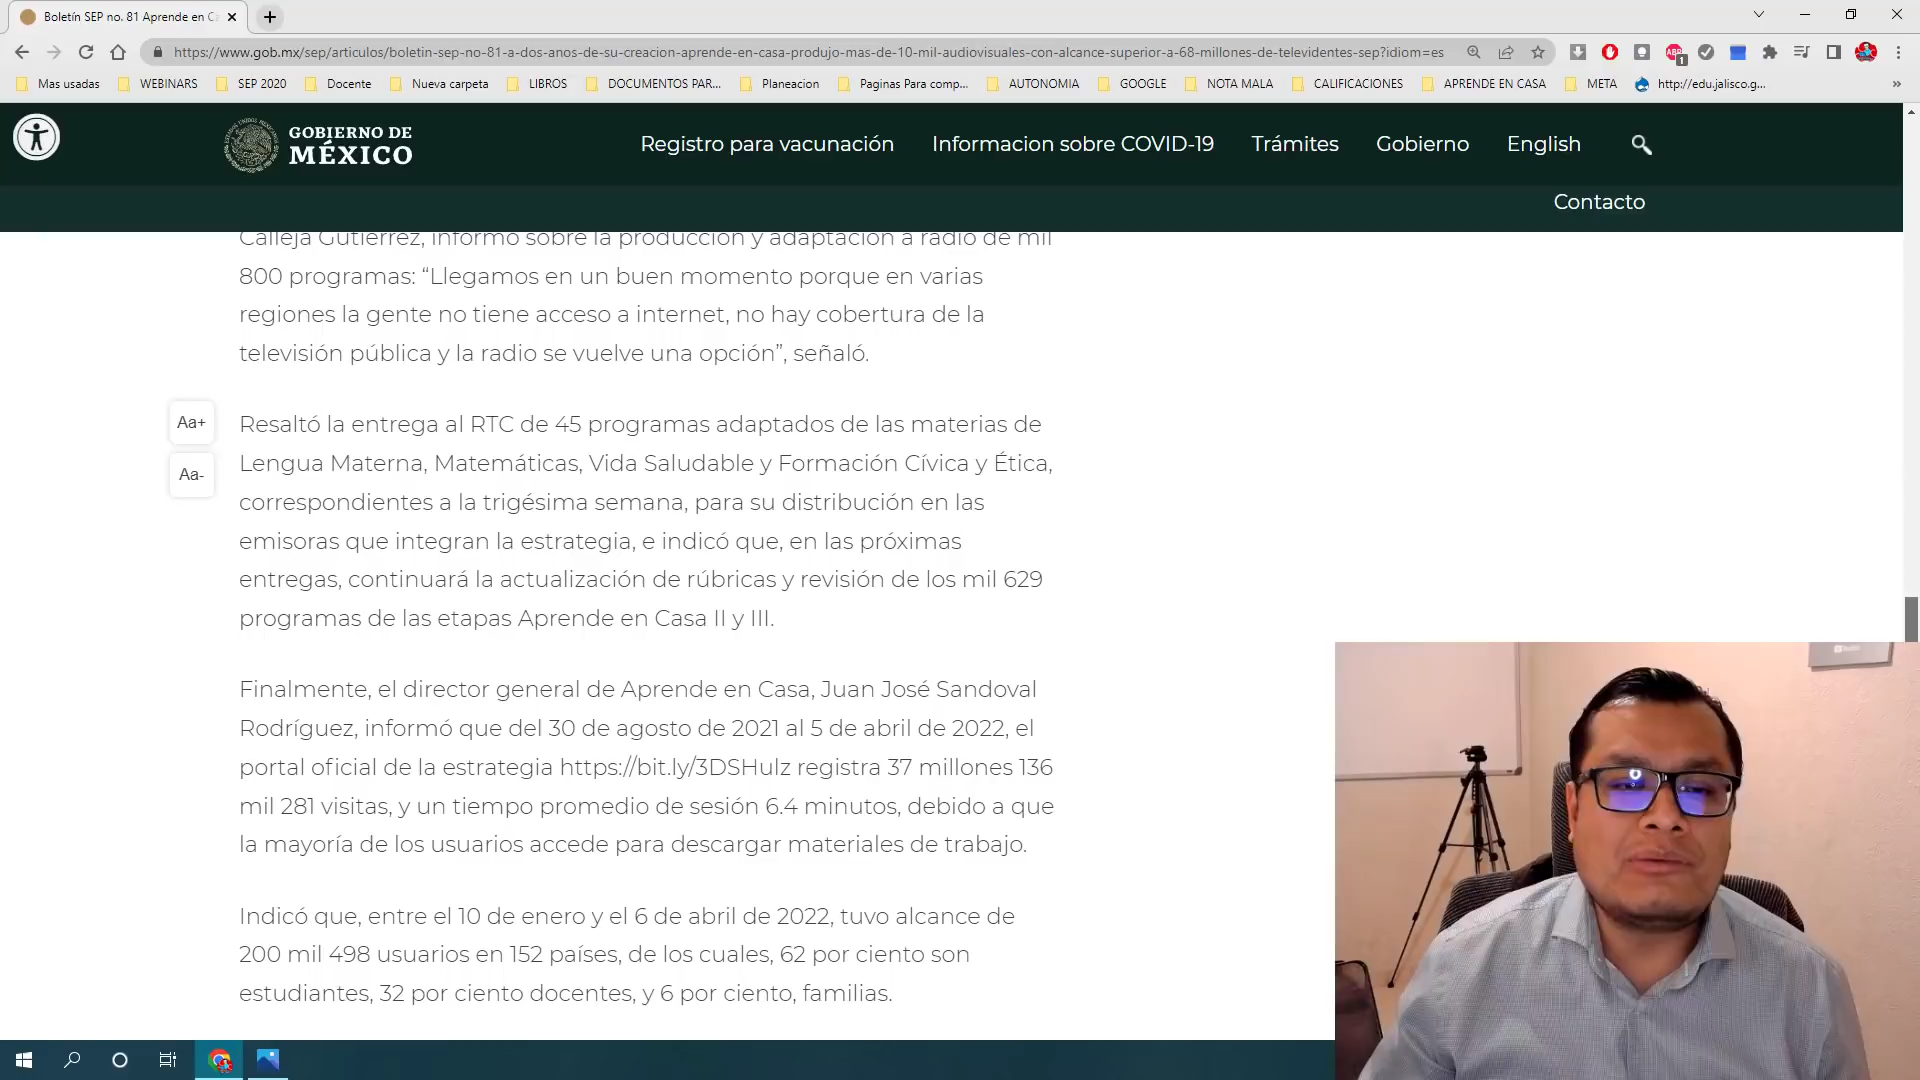 Boletín SEP no. 81 Aprende en Ca
https://www.gob.mx/sep/articulos/boletin-sep-no-81-a-dos-anos-de-su-creacion-aprende-en-casa-produjo-mas-de-10-mil-audiovisuales-con-alcance-superior-a-68-millones-de-televidentes-sep?idiom=es
ABP
1
Mas usadas
WEBINARS
SEP 2020
Docente
Nueva carpeta
LIBROS
DOCUMENTOS PAR...
Planeacion
Paginas Para comp...
AUTONOMIA
GOOGLE
NOTA MALA
CALIFICACIONES
APRENDE EN CASA
META
http://edu.jalisco.g...
»
GOBIERNO DE
MÉXICO
Registro para vacunación
Informacion sobre COVID-19
Trámites
Gobierno
English
Contacto
Calleja Gutiérrez, informó sobre la producción y adaptación a radio de mil
800 programas: “Llegamos en un buen momento porque en varias
regiones la gente no tiene acceso a internet, no hay cobertura de la
televisión pública y la radio se vuelve una opción”, señaló.
Aa+
Aa-
Resaltó la entrega al RTC de 45 programas adaptados de las materias de
Lengua Materna, Matemáticas, Vida Saludable y Formación Cívica y Ética,
correspondientes a la trigésima semana, para su distribución en las
emisoras que integran la estrategia, e indicó que, en las próximas
entregas, continuará la actualización de rúbricas y revisión de los mil 629
programas de las etapas Aprende en Casa II y III.
Finalmente, el director general de Aprende en Casa, Juan José Sandoval
Rodríguez, informó que del 30 de agosto de 2021 al 5 de abril de 2022, el
portal oficial de la estrategia https://bit.ly/3DSHulz registra 37 millones 136
mil 281 visitas, y un tiempo promedio de sesión 6.4 minutos, debido a que
la mayoría de los usuarios accede para descargar materiales de trabajo.
Indicó que, entre el 10 de enero y el 6 de abril de 2022, tuvo alcance de
200 mil 498 usuarios en 152 países, de los cuales, 62 por ciento son
estudiantes, 32 por ciento docentes, y 6 por ciento, familias.